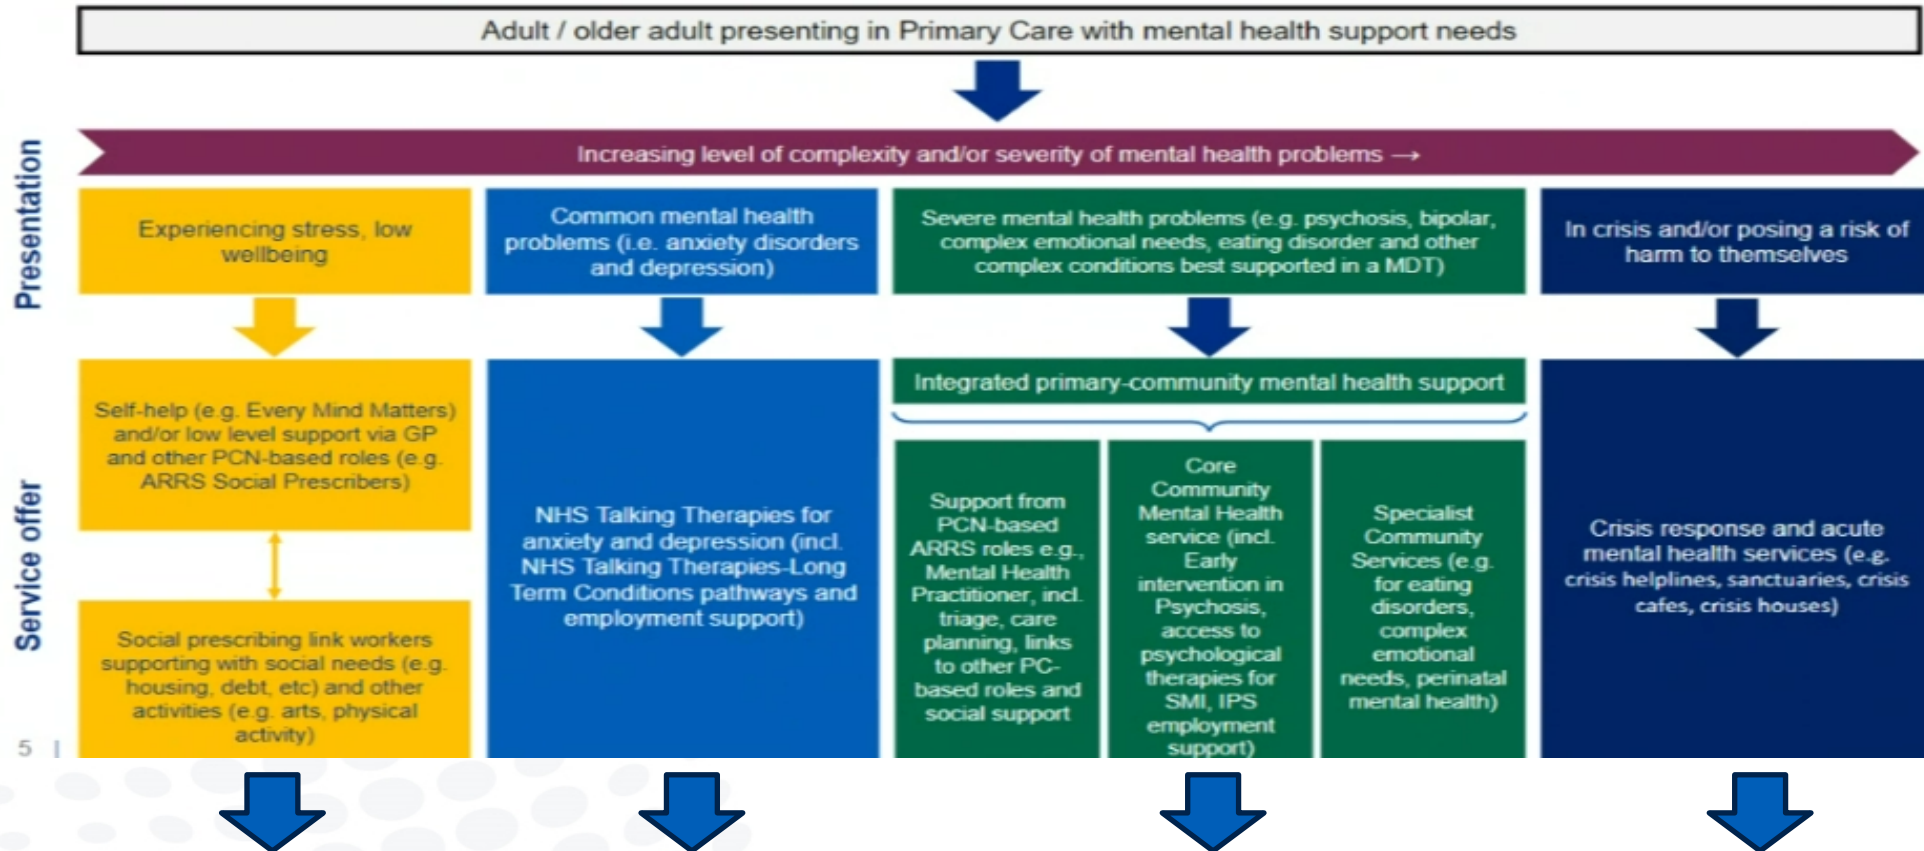 Adult / older adult presenting in Primary Care with mental health support needs
Increasing level of complexity and/or severity of mental health problems →
Presentation
Experiencing stress, low
wellbeing
Common mental health
problems (i.e. anxiety disorders
and depression)
Severe mental health problems (e.g. psychosis, bipolar,
complex emotional needs, eating disorder and other
complex conditions best supported in a MDT)
In crisis and/or posing a risk of
harm to themselves
Service offer
Self-help (e.g. Every Mind Matters)
and/or low level support via GP
and other PCN-based roles (e.g.
ARRS Social Prescribers)
Social prescribing link workers
supporting with social needs (e.g.
housing, debt, etc) and other
activities (e.g. arts, physical
activity)
NHS Talking Therapies for
anxiety and depression (incl.
NHS Talking Therapies-Long
Term Conditions pathways and
employment support)
Integrated primary-community mental health support
Support from
PCN-based
ARRS roles e.g.,
Mental Health
Practitioner, incl.
triage, care
planning, links
to other PC-
based roles and
social support
Core
Community
Mental Health
service (incl.
Early
intervention in
Psychosis,
access to
psychological
therapies for
SMI, IPS
employment
support)
Specialist
Community
Services (e.g.
for eating
disorders,
complex
emotional
needs, perinatal
mental health)
Crisis response and acute
mental health services (e.g.
crisis helplines, sanctuaries, crisis
cafes, crisis houses)
5 |